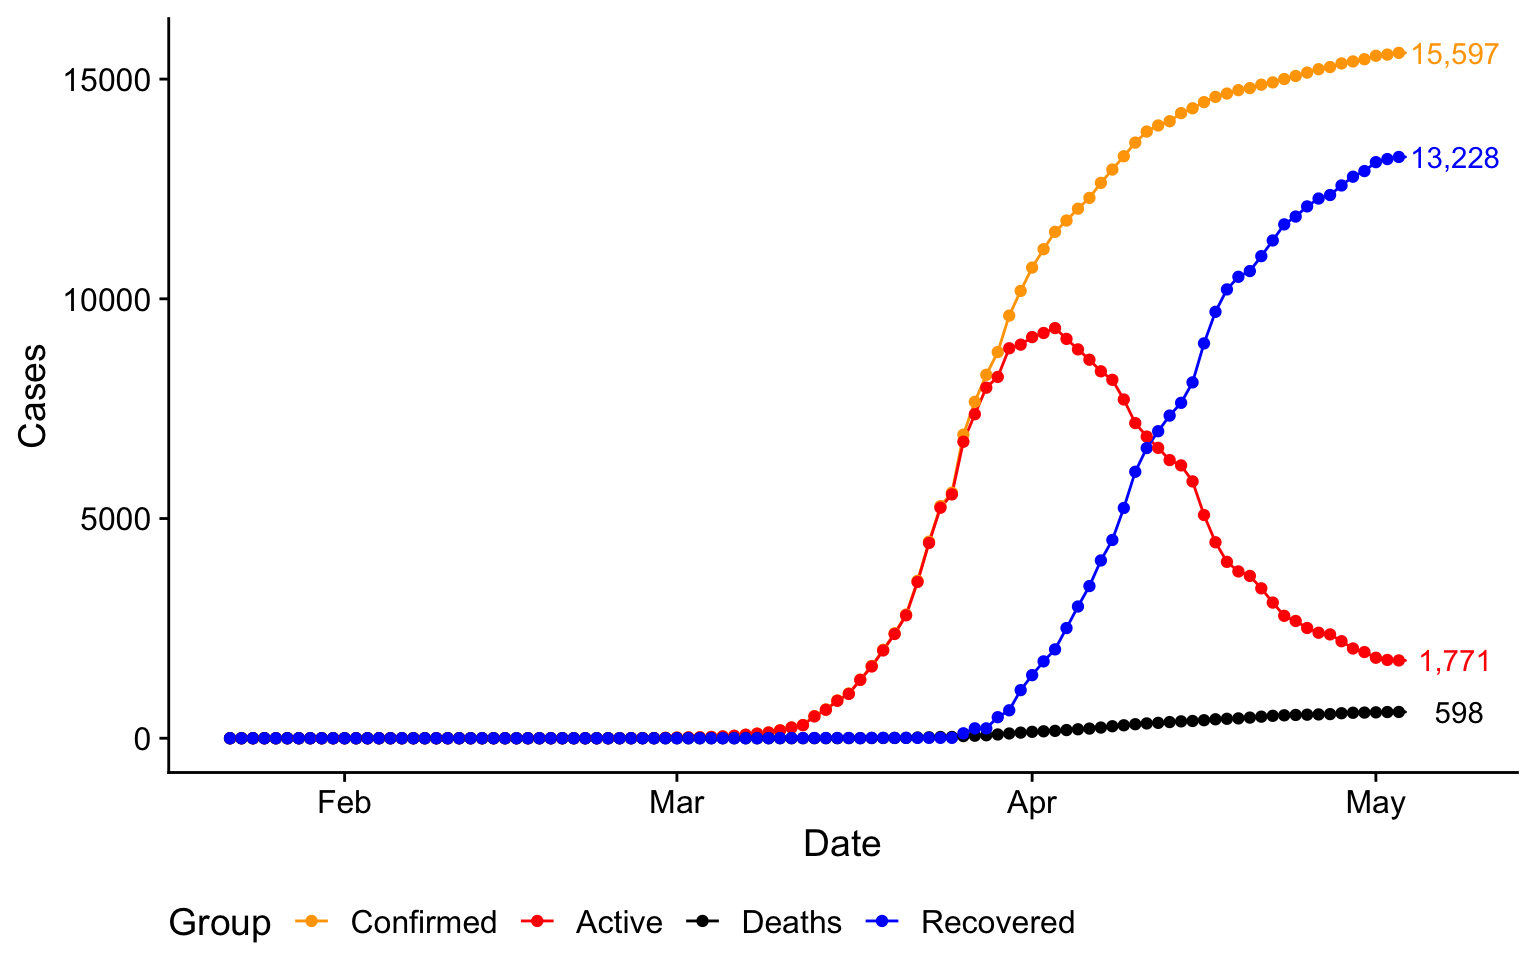 15,597
15000
13,228
10000
Cases
5000
1,771
598
0
Feb Mar Apr May
Date
Group Confirmed Active Deaths Recovered